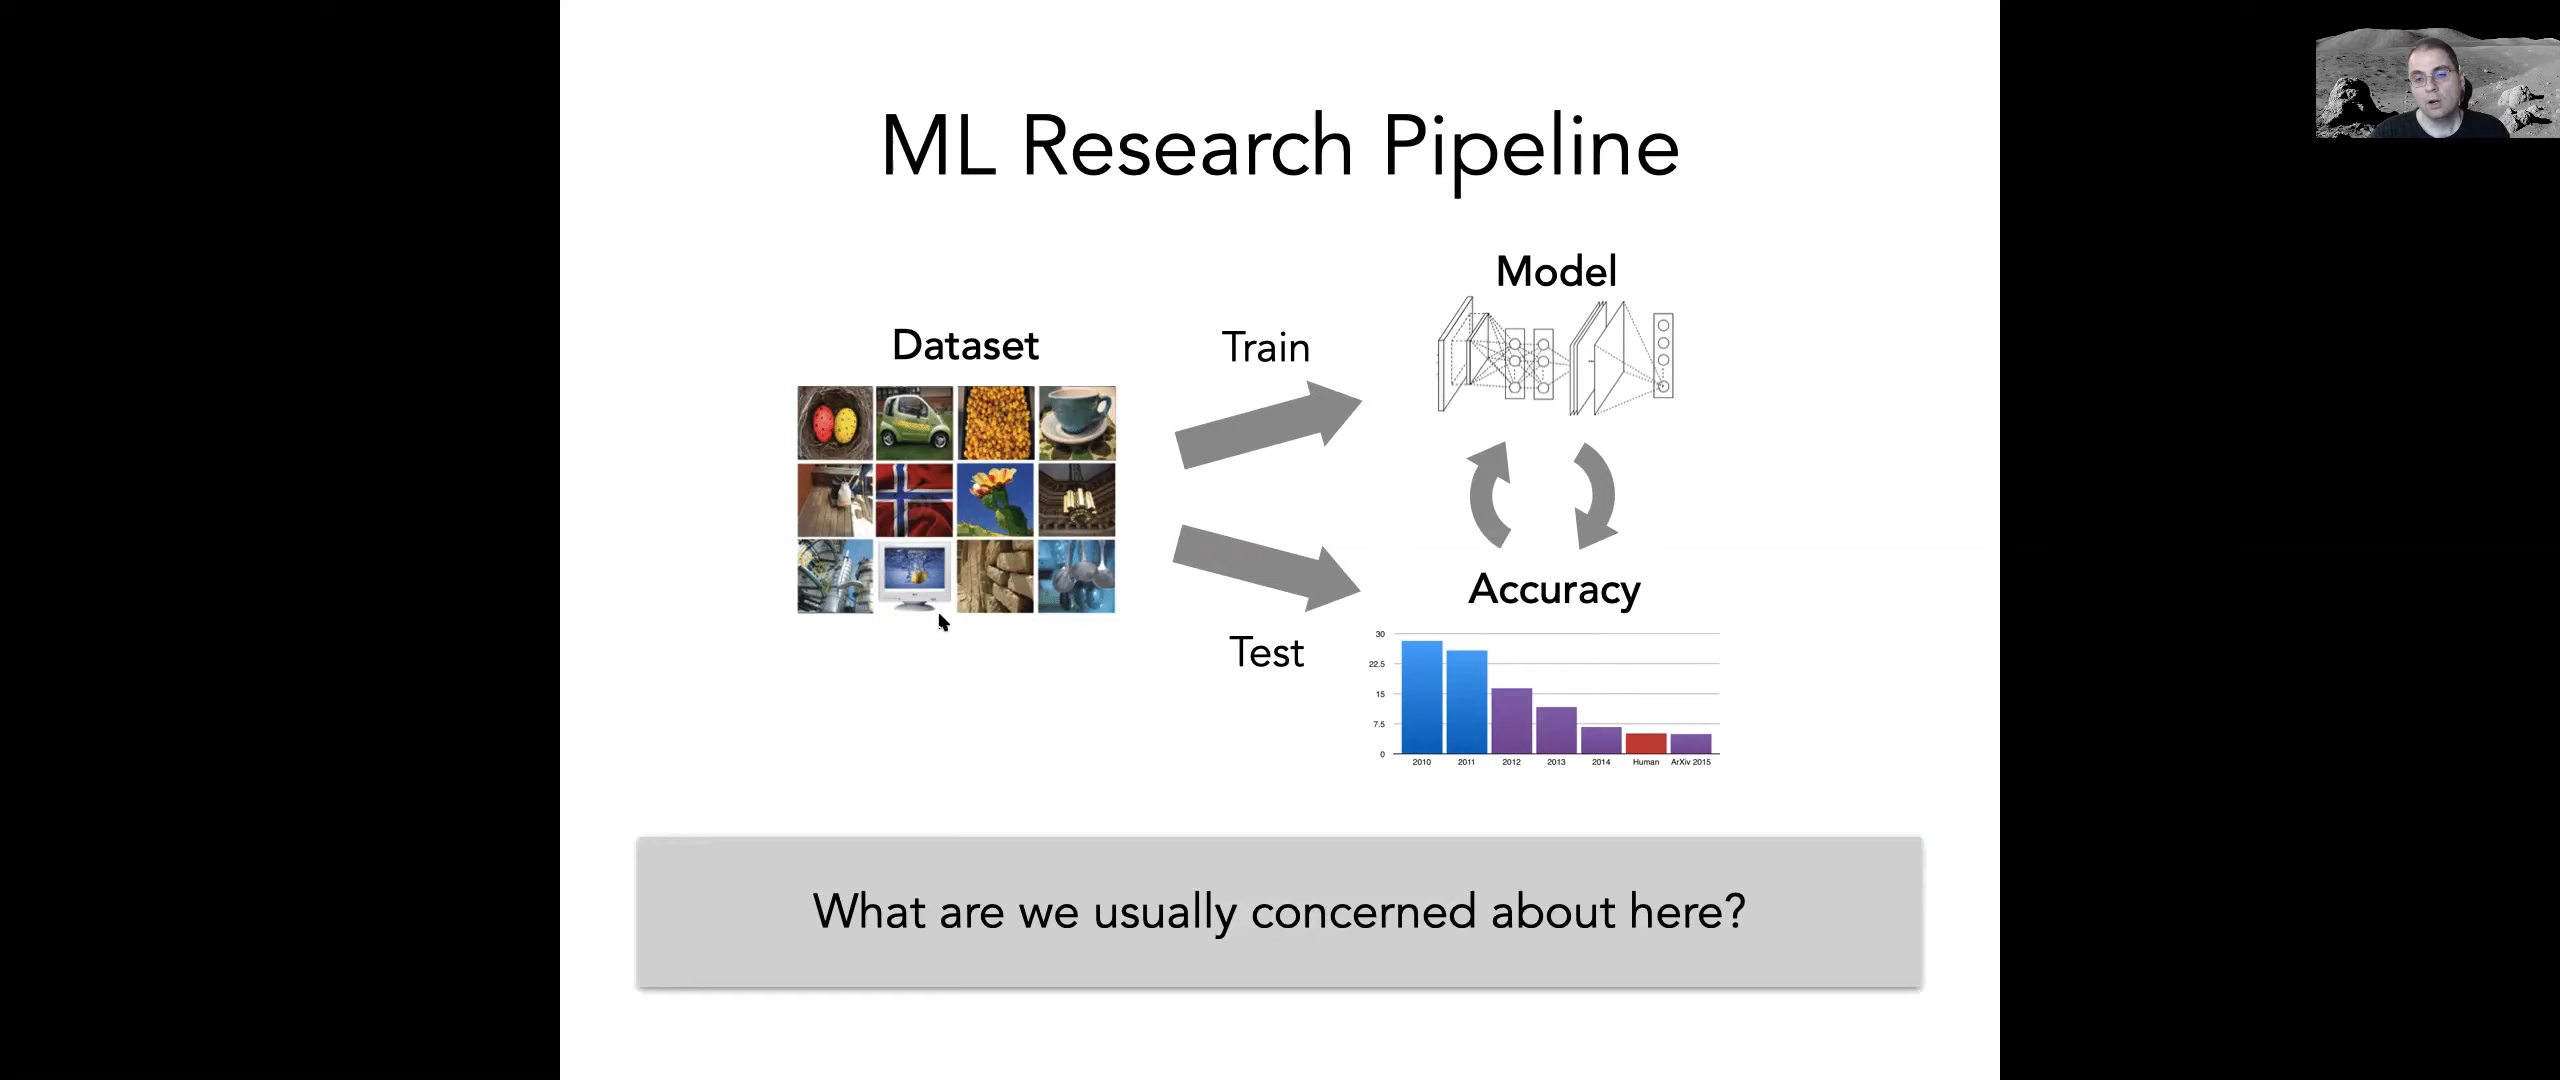 ML Research Pipeline
Model
Dataset
Train
Accuracy
Test
30
22.5
15
7.5
0
2010 2011 2012 2013 2014 Human ArXiv 2015
What are we usually concerned about here?